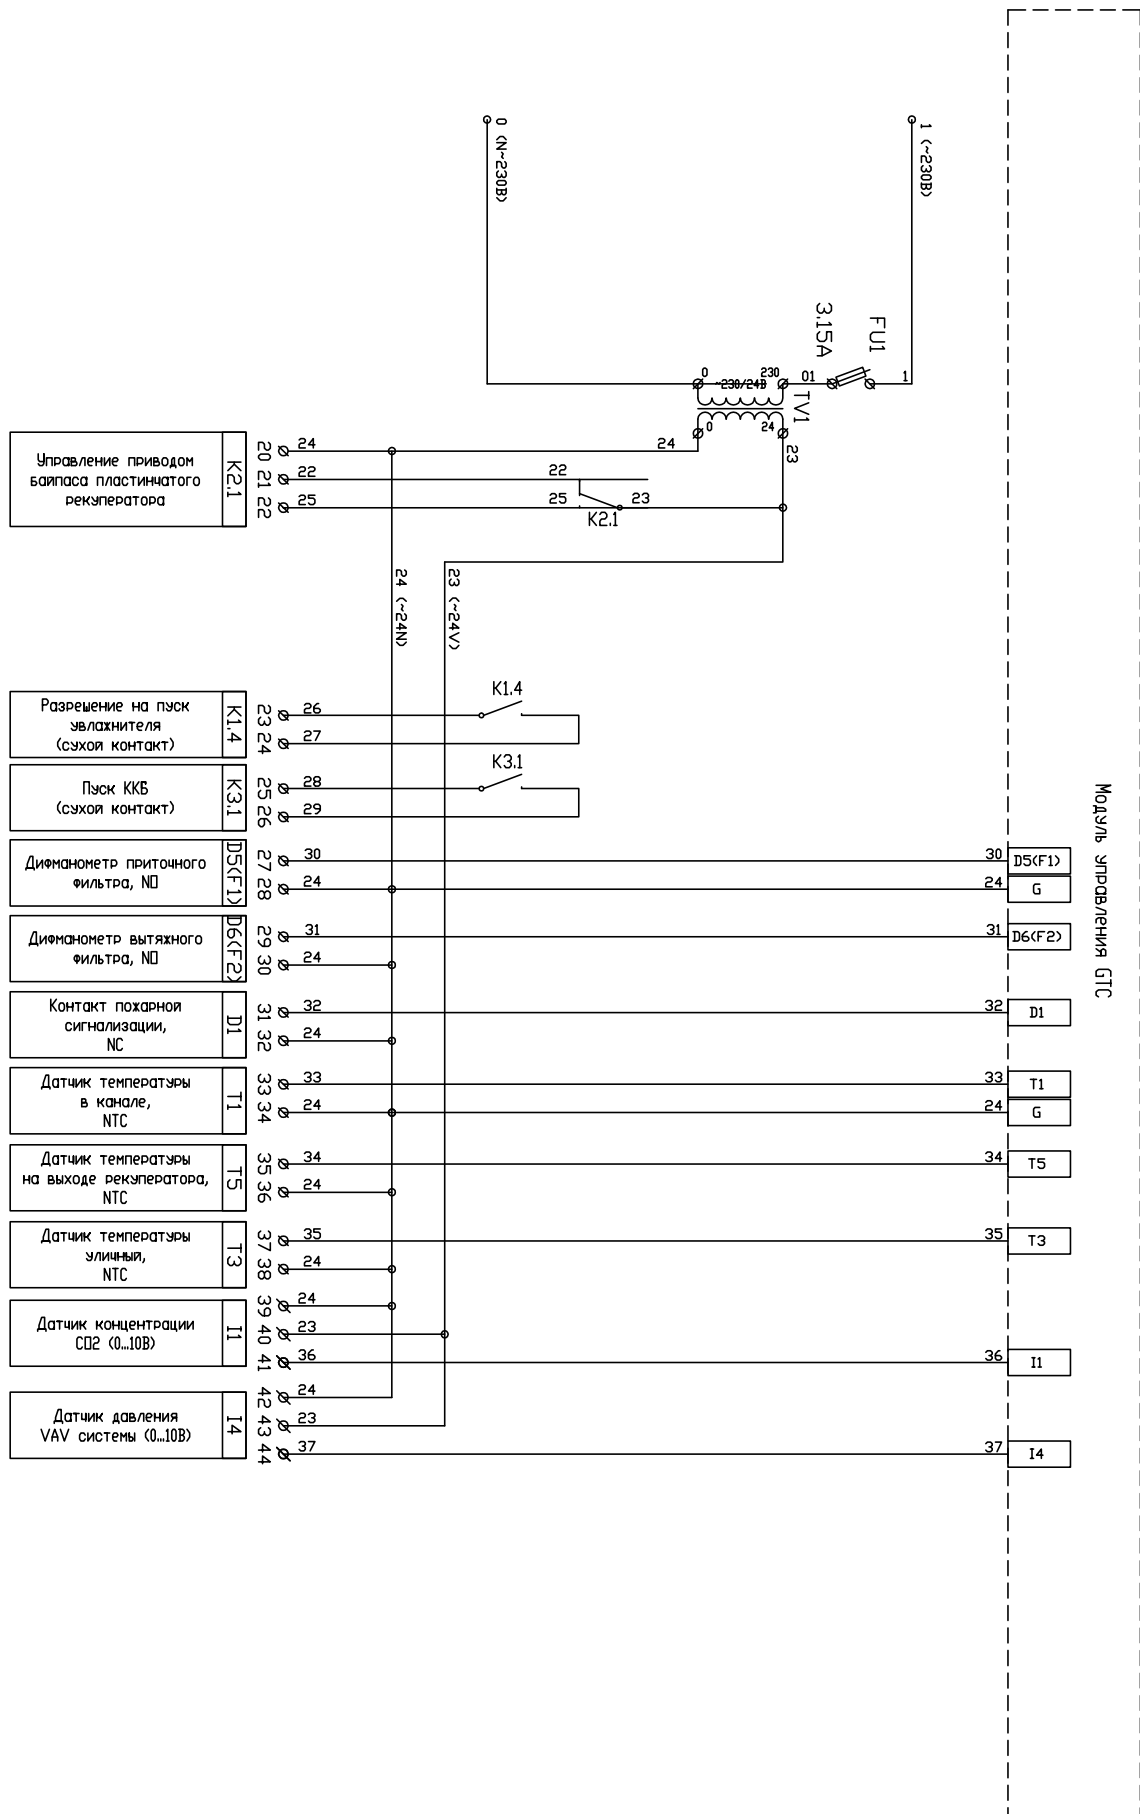 Модуль управления GTC
1 (~230В)
0 (N~230В)
FU1
3.15А
1
01
230
0
~230/24В
TV1
0
24
24
23
Управление приводом
байпаса пластинчатого
рекуператора
K2.1
20
24
21
22
22
25
22
25
23
K2.1
24 (~24N)
23 (~24V)
Разрешение на пуск
увлажнителя
(сухой контакт)
K1.4
23
26
24
27
K1.4
Пуск ККБ
(сухой контакт)
K3.1
25
28
26
29
K3.1
Дифманометр приточного
фильтра, NO
D5(F1)
27
30
28
24
30
D5(F1)
24
G
Дифманометр вытяжного
фильтра, NO
D6(F2)
29
31
30
24
31
D6(F2)
Контакт пожарной
сигнализации,
NC
D1
31
32
32
24
32
D1
Датчик температуры
в канале,
NTC
T1
33
33
34
24
33
T1
24
G
Датчик температуры
на выходе рекуператора,
NTC
T5
35
34
36
24
34
T5
Датчик температуры
уличный,
NTC
T3
37
35
38
24
35
T3
Датчик концентрации
CO2 (0...10В)
I1
39
24
40
23
41
36
36
I1
Датчик давления
VAV системы (0...10В)
I4
42
24
43
23
44
37
37
I4